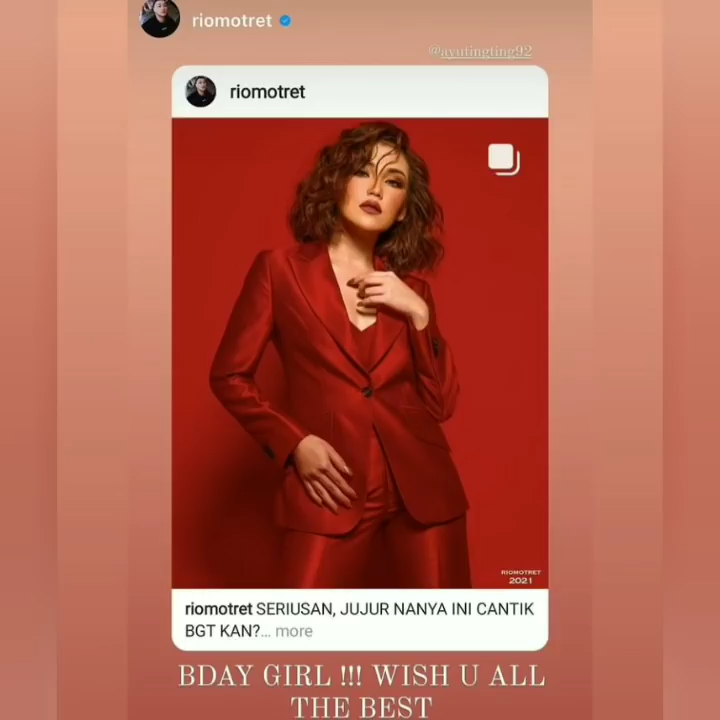 riomotret
@ayutingting92
riomotret
RIOMOTRET
2021
riomotret SERIUSAN, JUJUR NANYA INI CANTIK
BGT KAN?... more
BDAY GIRL !!! WISH U ALL
THE BEST